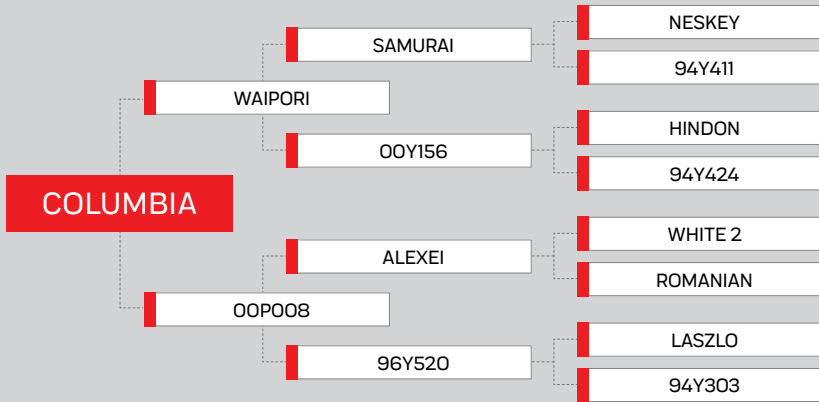 NESKEY
SAMURAI
94Y411
WAIPORI
HINDON
00Y156
94Y424
COLUMBIA
WHITE 2
ALEXEI
ROMANIAN
00P008
LASZLO
96Y520
94Y303